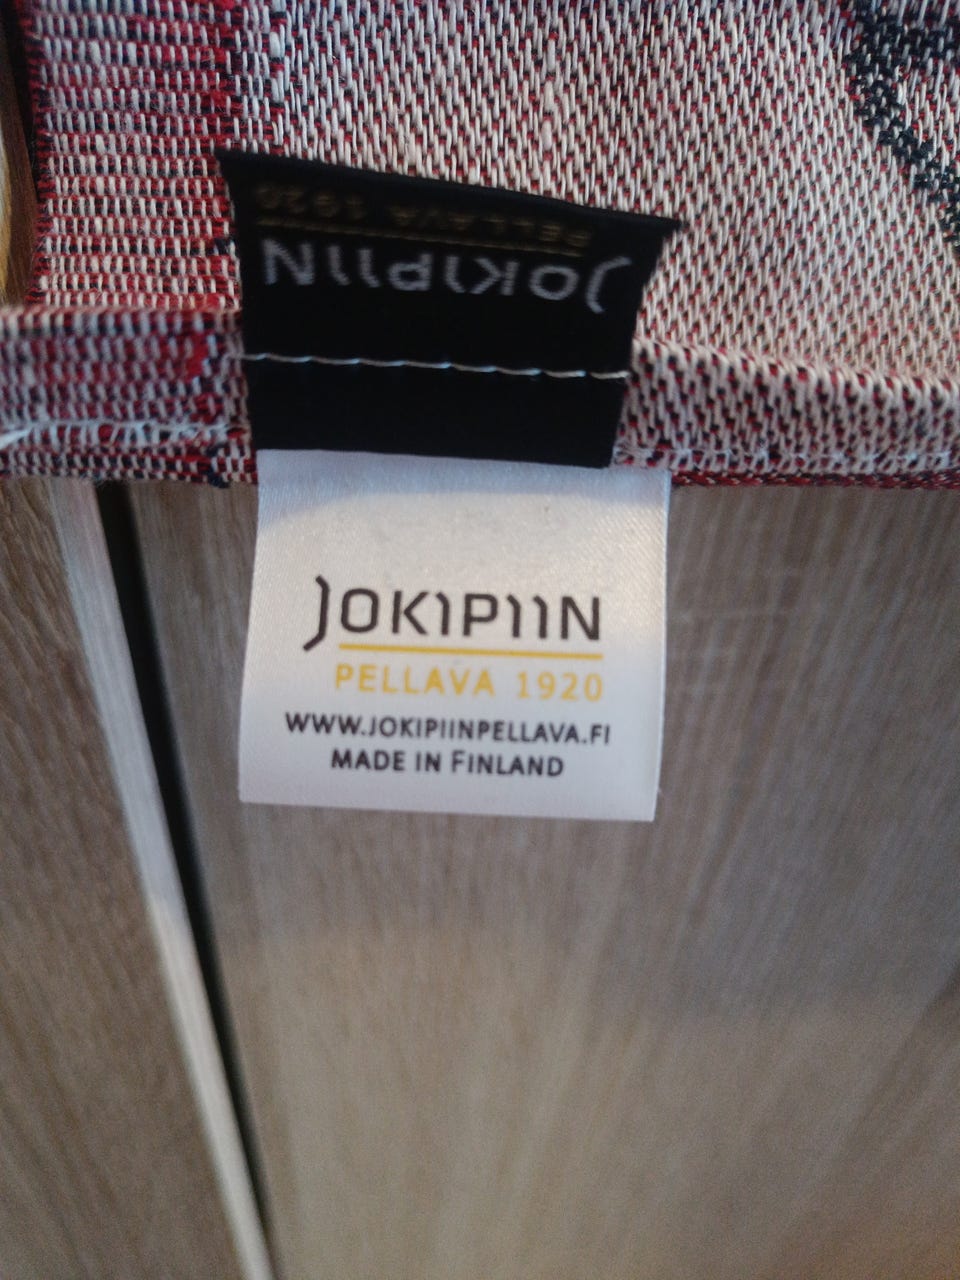 PELLAVA 1920
JOKIPIIN
JOKIPIIN
PELLAVA 1920
WWW.JOKIPIINPELLAVA.FI
MADE IN FINLAND